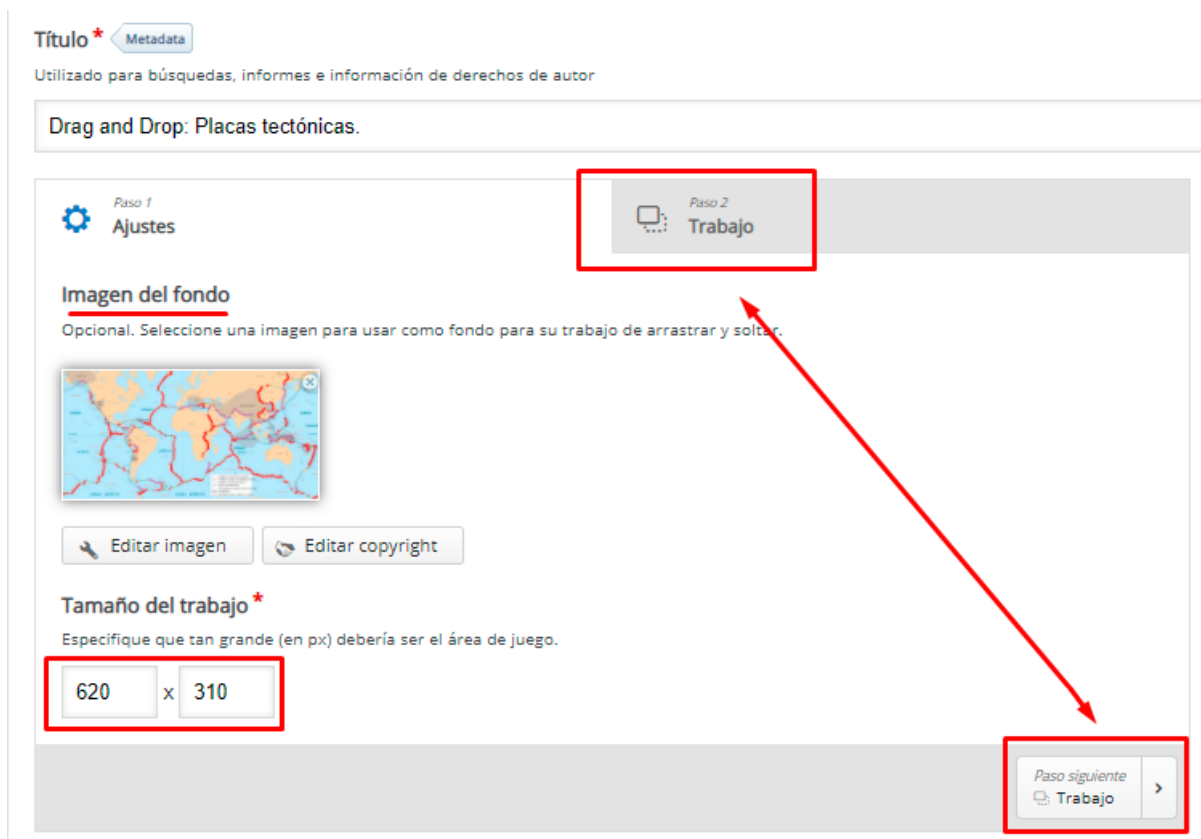 Título * Metadata
Utilizado para búsquedas, informes e información de derechos de autor
Drag and Drop: Placas tectónicas.
Paso 1
Ajustes
Paso 2
Trabajo
Imagen del fondo
Opcional. Seleccione una imagen para usar como fondo para su trabajo de arrastrar y soltar.
Editar imagen
Editar copyright
Tamaño del trabajo *
Especifique que tan grande (en px) debería ser el área de juego.
620 x 310
Paso siguiente
Trabajo